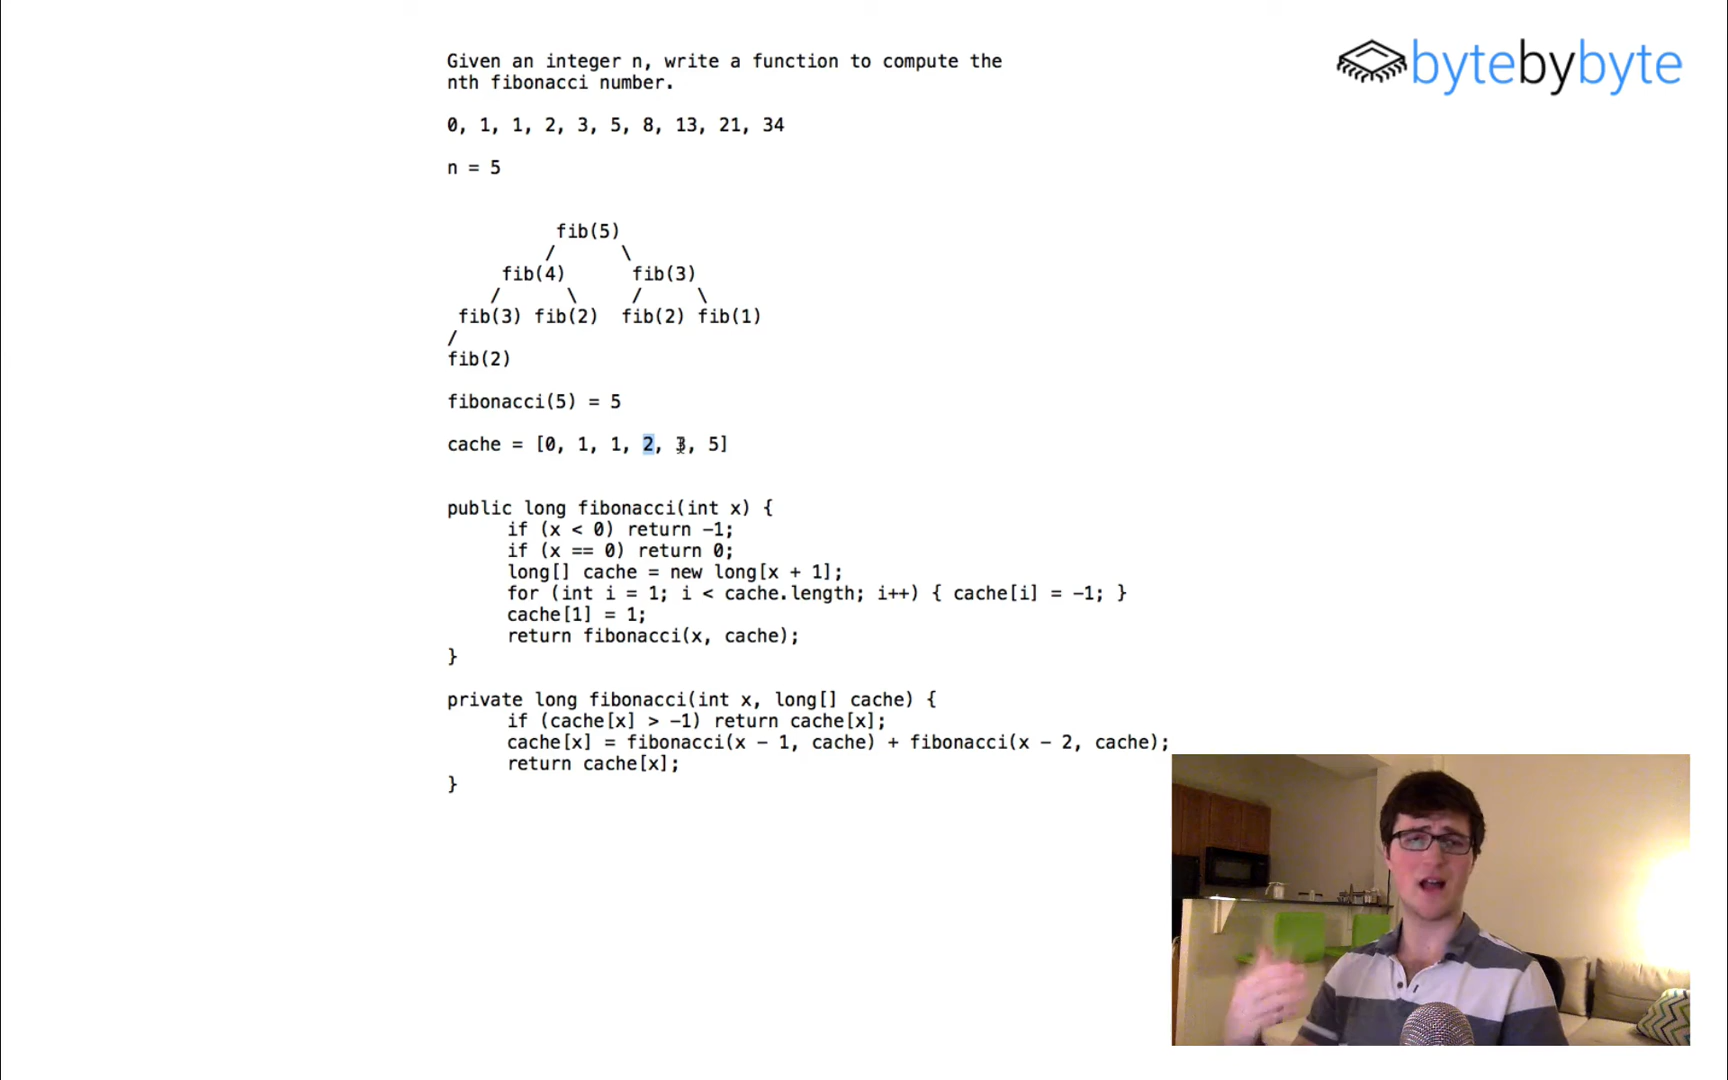 bytebybyte
Given an integer n, write a function to compute the
nth fibonacci number.
0, 1, 1, 2, 3, 5, 8, 13, 21, 34
n = 5
fib(5)
/ \
fib(4) fib(3)
/ \ / \
fib(3) fib(2) fib(2) fib(1)
/
fib(2)
fibonacci(5) = 5
cache = [0, 1, 1, 2, 3, 5]
public long fibonacci(int x) {
if (x < 0) return -1;
if (x == 0) return 0;
long[] cache = new long[x + 1];
for (int i = 1; i < cache.length; i++) { cache[i] = -1; }
cache[1] = 1;
return fibonacci(x, cache);
}
private long fibonacci(int x, long[] cache) {
if (cache[x] > -1) return cache[x];
cache[x] = fibonacci(x - 1, cache) + fibonacci(x - 2, cache);
return cache[x];
}